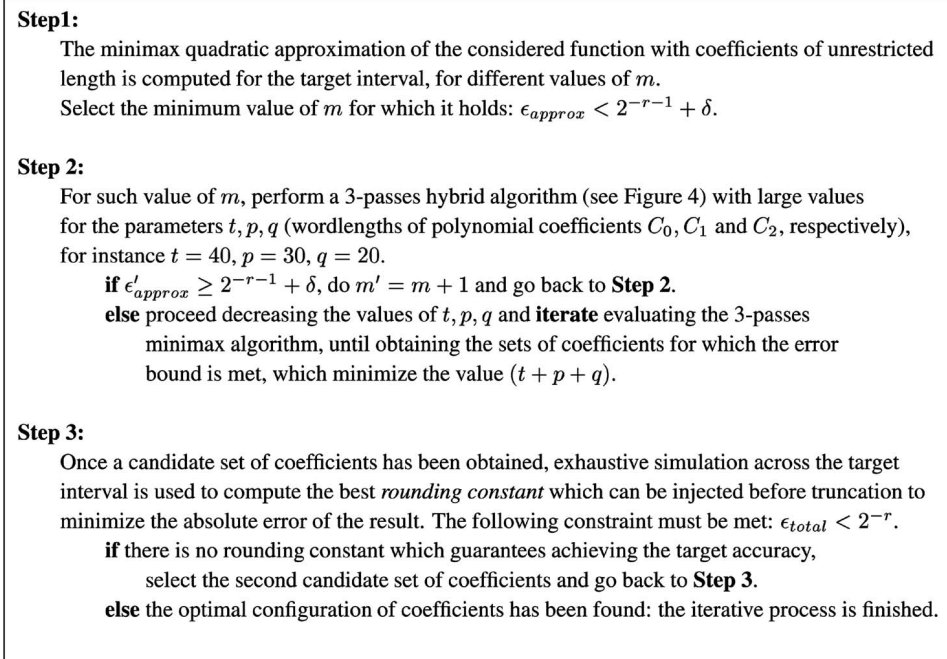 Step1:
The minimax quadratic approximation of the considered function with coefficients of unrestricted
length is computed for the target interval, for different values of m.
Select the minimum value of m for which it holds: ϵ_{approx} < 2^{-r-1} + δ.
Step 2:
For such value of m, perform a 3-passes hybrid algorithm (see Figure 4) with large values
for the parameters t, p, q (wordlengths of polynomial coefficients C_0, C_1 and C_2, respectively),
for instance t = 40, p = 30, q = 20.
if ϵ'_{approx} ≥ 2^{-r-1} + δ, do m' = m + 1 and go back to Step 2.
else proceed decreasing the values of t, p, q and iterate evaluating the 3-passes
minimax algorithm, until obtaining the sets of coefficients for which the error
bound is met, which minimize the value (t + p + q).
Step 3:
Once a candidate set of coefficients has been obtained, exhaustive simulation across the target
interval is used to compute the best rounding constant which can be injected before truncation to
minimize the absolute error of the result. The following constraint must be met: ϵ_{total} < 2^{-r}.
if there is no rounding constant which guarantees achieving the target accuracy,
select the second candidate set of coefficients and go back to Step 3.
else the optimal configuration of coefficients has been found: the iterative process is finished.